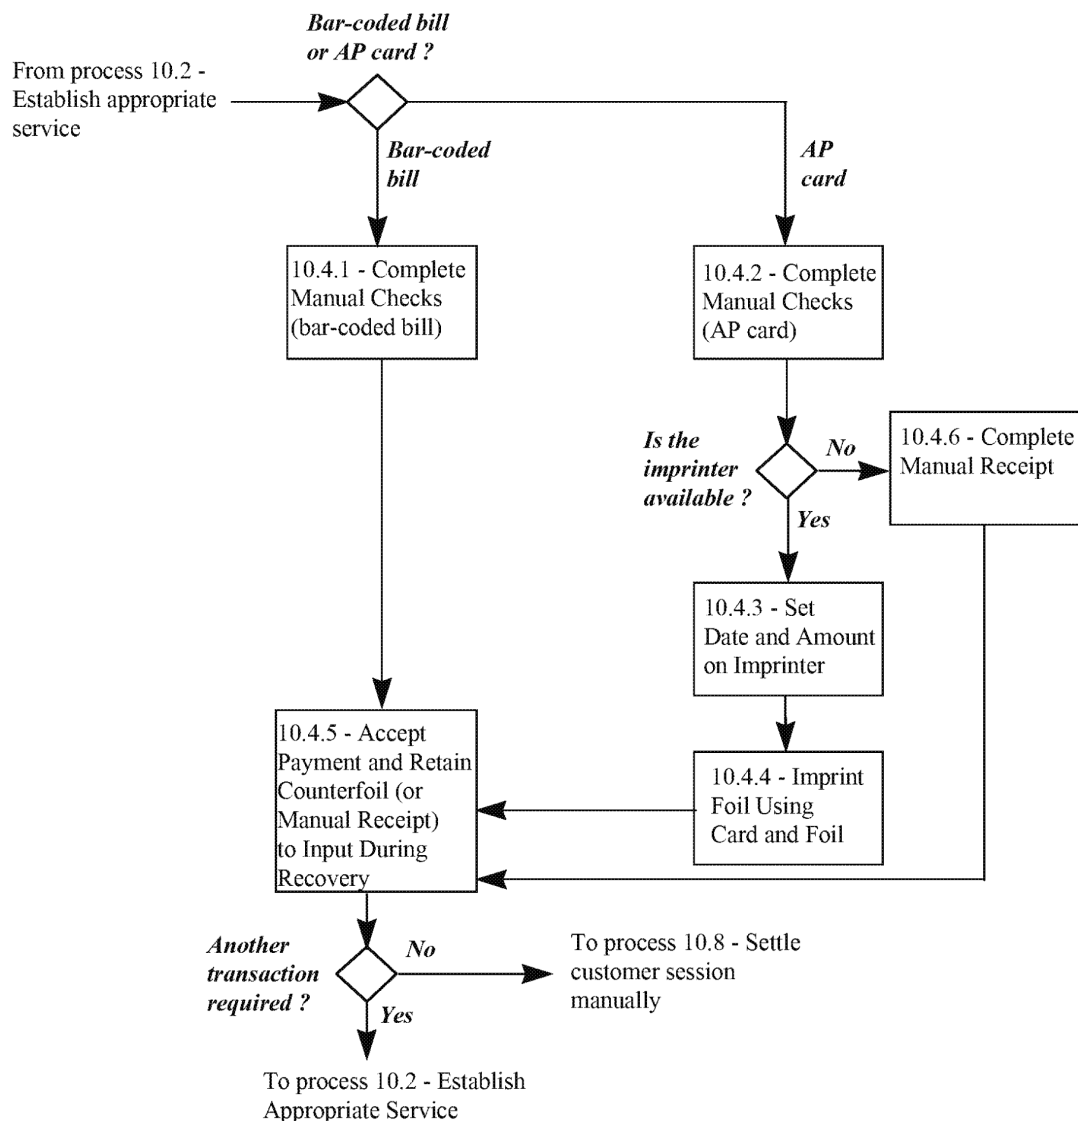 Bar-coded bill
or AP card ?
From process 10.2 -
Establish appropriate
service
Bar-coded
bill
AP
card
10.4.1 - Complete
Manual Checks
(bar-coded bill)
10.4.2 - Complete
Manual Checks
(AP card)
Is the
imprinter
available ?
No
Yes
10.4.6 - Complete
Manual Receipt
10.4.3 - Set
Date and Amount
on Imprinter
10.4.5 - Accept
Payment and Retain
Counterfoil (or
Manual Receipt)
to Input During
Recovery
10.4.4 - Imprint
Foil Using
Card and Foil
Another
transaction
required ?
No
Yes
To process 10.8 - Settle
customer session
manually
To process 10.2 - Establish
Appropriate Service